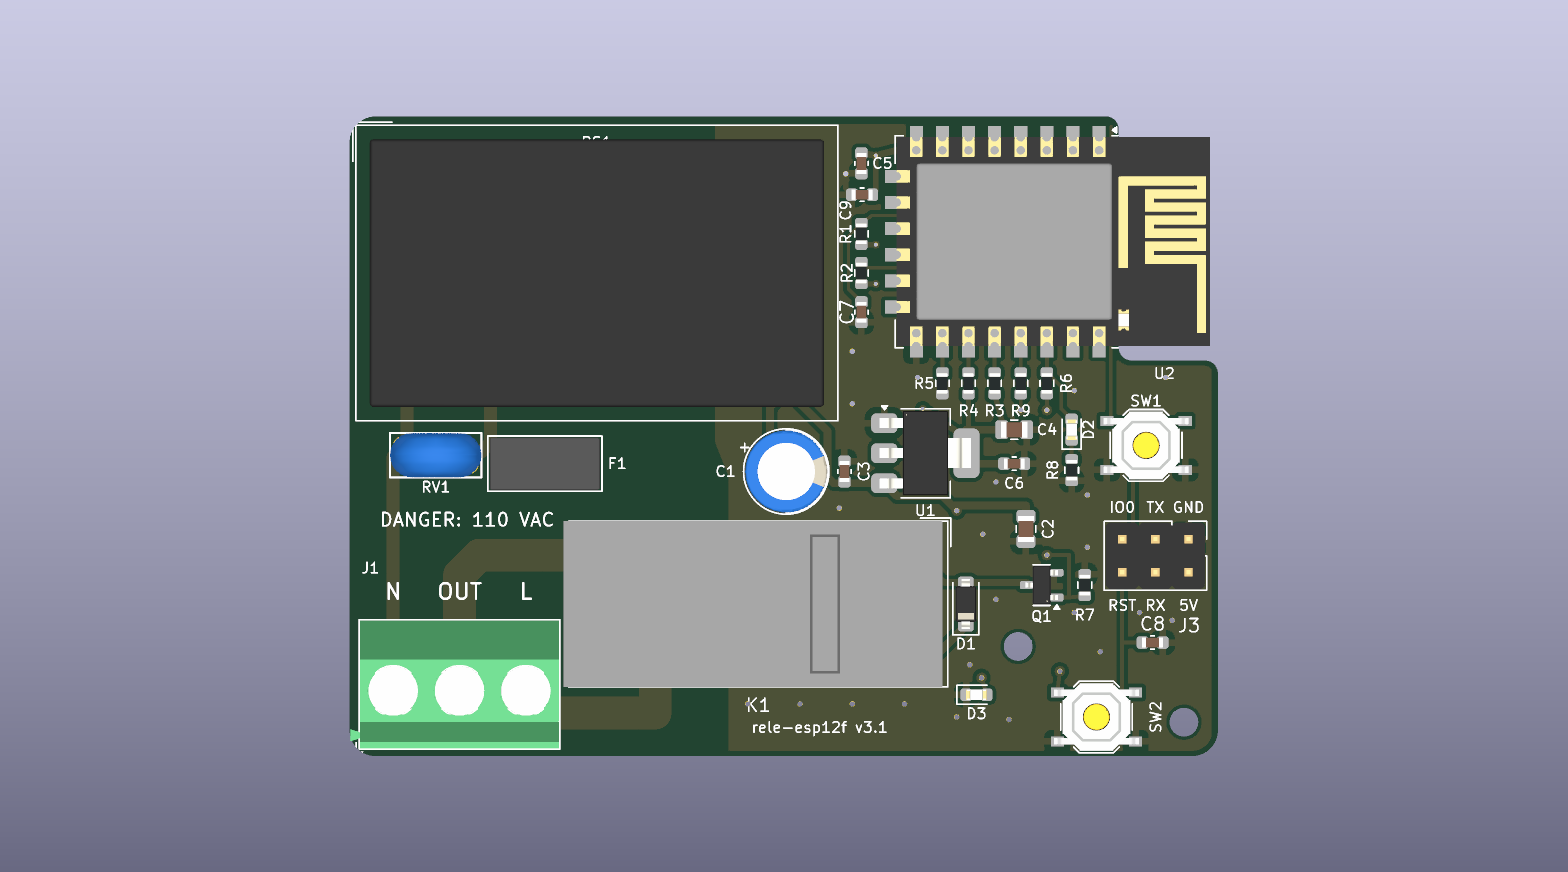 C5
C9
R1
R2
C7
R5
R4 R3 R9
R6
U2
SW1
C4
D2
R8
C6
+
C1
C3
F1
RV1
U1
DANGER: 110 VAC
C2
IO0 TX GND
J1
N OUT L
RST RX 5V
Q1
R7
C8
J3
D1
D3
K1
SW2
rele-esp12f v3.1